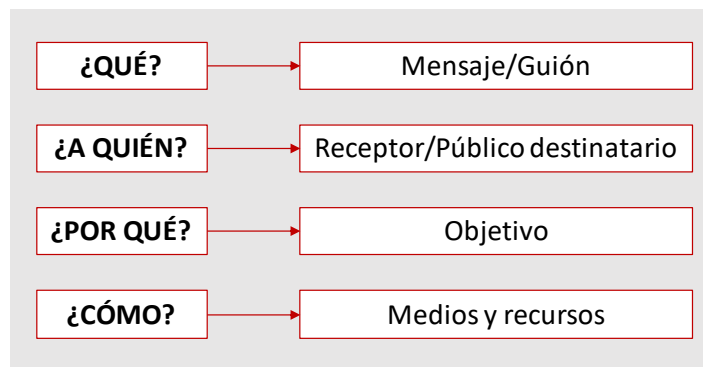 ¿QUÉ? Mensaje/Guión
¿A QUIÉN? Receptor/Público destinatario
¿POR QUÉ? Objetivo
¿CÓMO? Medios y recursos